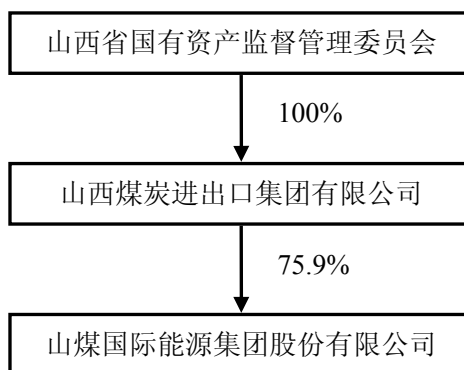 山西省国有资产监督管理委员会
100%
山西煤炭进出口集团有限公司
75.9%
山煤国际能源集团股份有限公司